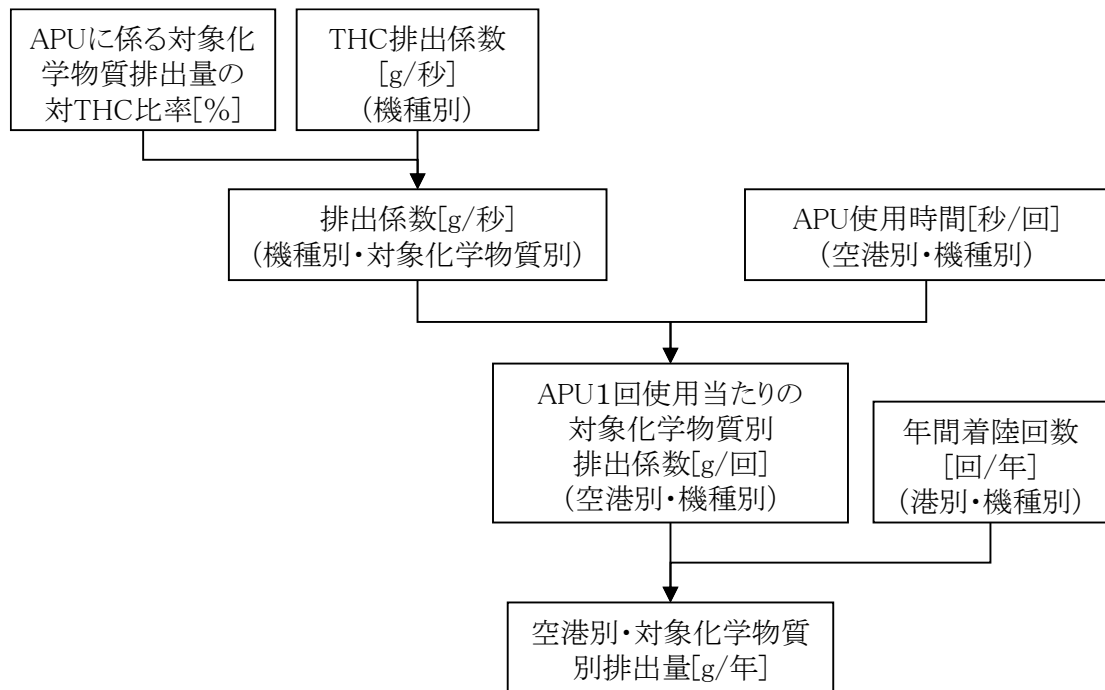 APUに係る対象化
学物質排出量の
対THC比率[%]
THC排出係数
[g/秒]
(機種別)
排出係数[g/秒]
(機種別・対象化学物質別)
APU使用時間[秒/回]
(空港別・機種別)
APU1回使用当たりの
対象化学物質別
排出係数[g/回]
(空港別・機種別)
年間着陸回数
[回/年]
(港別・機種別)
空港別・対象化学物質
別排出量[g/年]